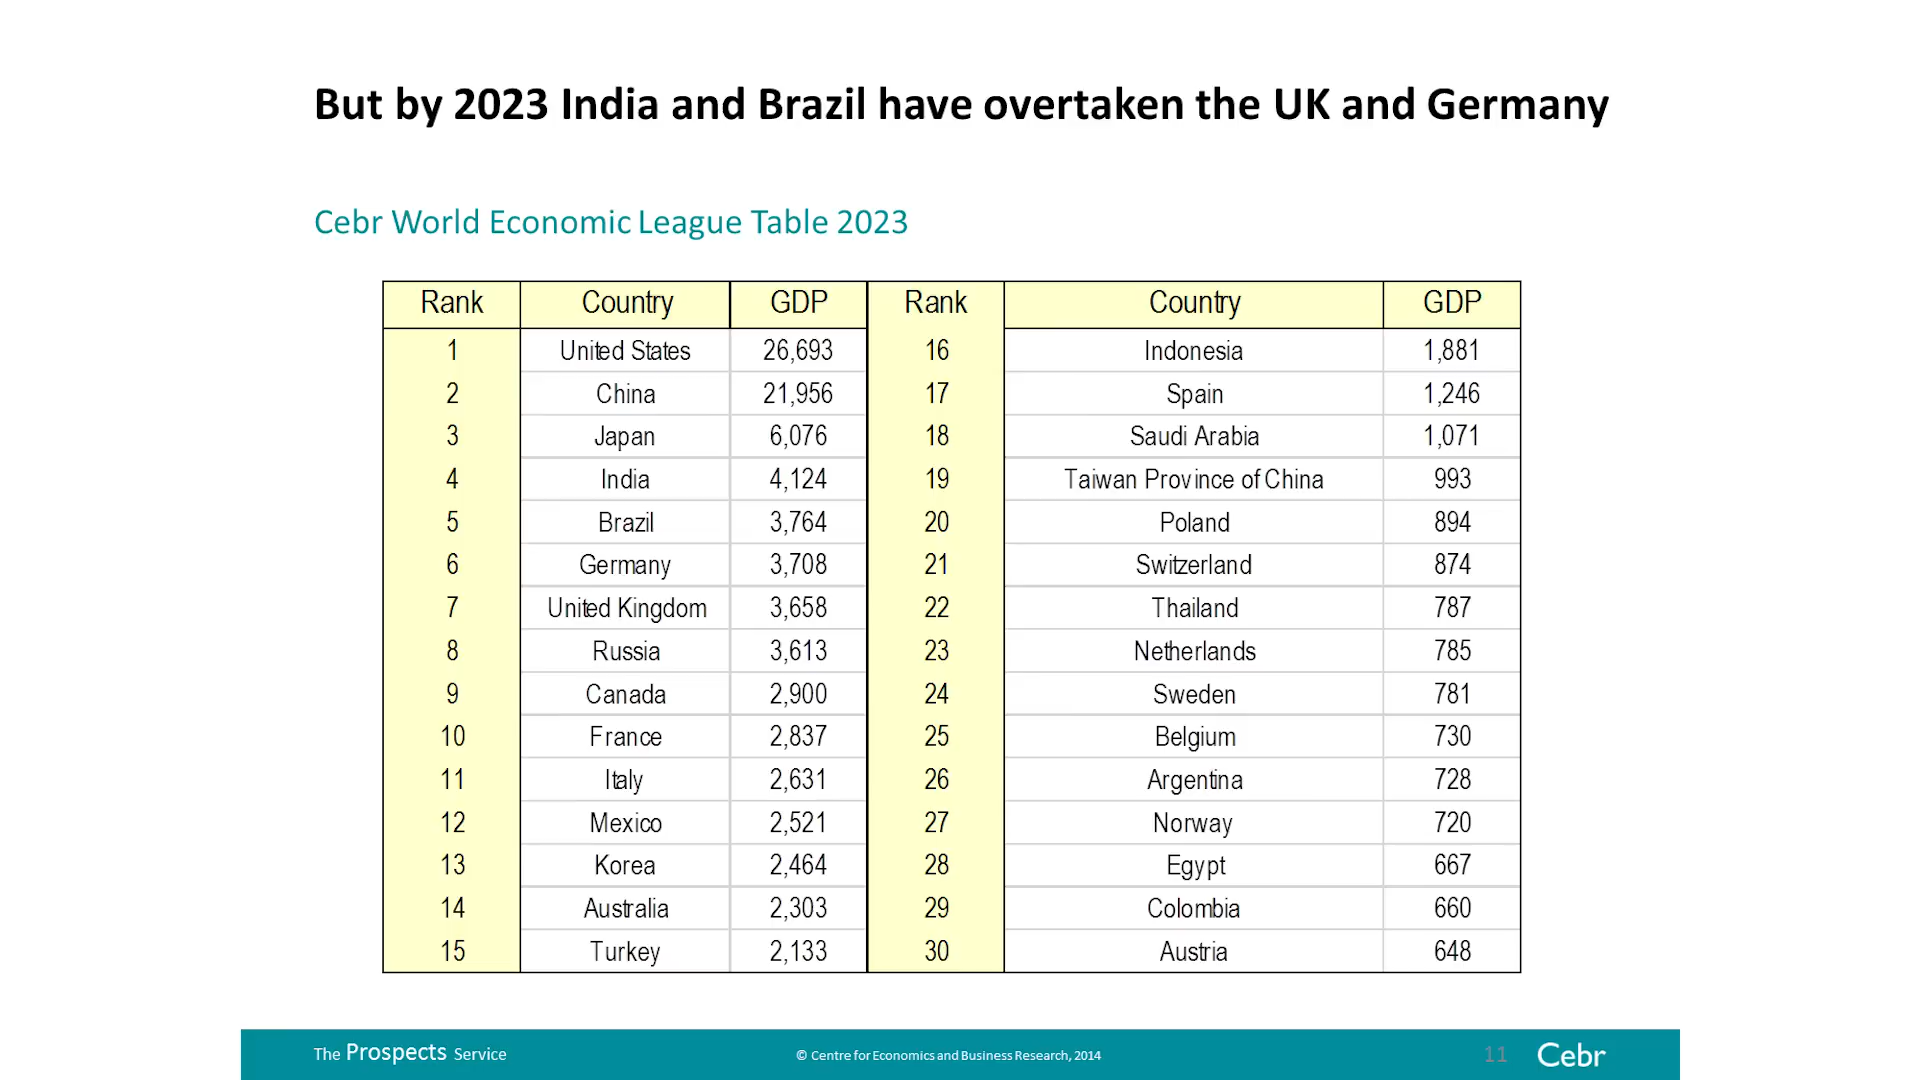 But by 2023 India and Brazil have overtaken the UK and Germany
Cebr World Economic League Table 2023
Rank Country GDP Rank Country GDP
1 United States 26,693 16 Indonesia 1,881
2 China 21,956 17 Spain 1,246
3 Japan 6,076 18 Saudi Arabia 1,071
4 India 4,124 19 Taiwan Province of China 993
5 Brazil 3,764 20 Poland 894
6 Germany 3,708 21 Switzerland 874
7 United Kingdom 3,658 22 Thailand 787
8 Russia 3,613 23 Netherlands 785
9 Canada 2,900 24 Sweden 781
10 France 2,837 25 Belgium 730
11 Italy 2,631 26 Argentina 728
12 Mexico 2,521 27 Norway 720
13 Korea 2,464 28 Egypt 667
14 Australia 2,303 29 Colombia 660
15 Turkey 2,133 30 Austria 648
The Prospects Service © Centre for Economics and Business Research, 2014 11 Cebr